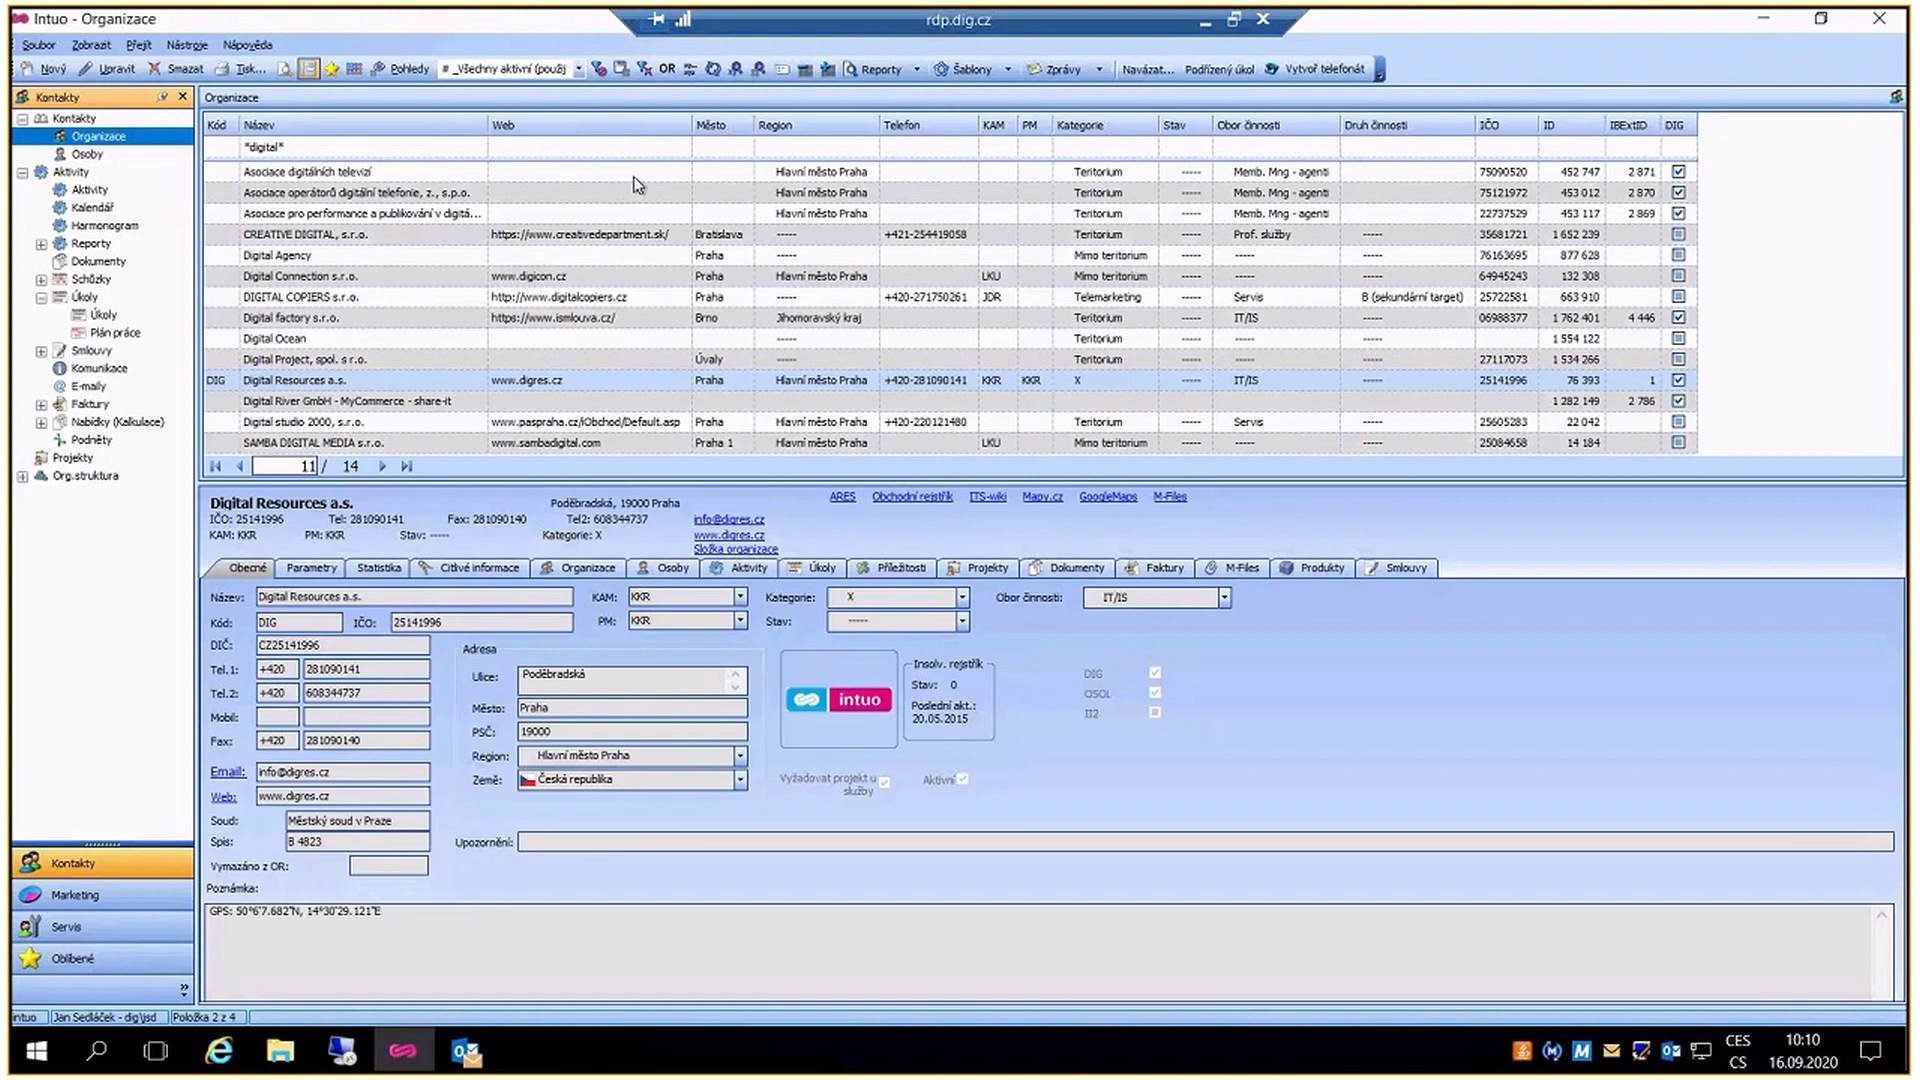 Intuo - Organizace
rdp.dig.cz
Soubor Zobrazit Přejít Nástroje Nápověda
Nový Upravit Smazat Tisk... Pohledy # _Všechny aktivní (použij OR Reporty Šablony Zprávy Navázat... Podřízený úkol Vytvoř telefonát
Kontakty
Kontakty
Organizace
Osoby
Aktivity
Aktivity
Kalendář
Harmonogram
Reporty
Dokumenty
Schůzky
Úkoly
Úkoly
Plán práce
Smlouvy
Komunikace
E-maily
Faktury
Nabídky (Kalkulace)
Podněty
Projekty
Org.struktura
Kontakty
Marketing
Servis
Oblíbené
Organizace
Kód Název Web Město Region Telefon KAM PM Kategorie Stav Obor činnosti Druh činnosti IČO ID IBExtID DIG
*digital*
Asociace digitálních televizí Hlavní město Praha Teritorium ----- Memb. Mng - agenti 75090520 452 747 2 871
Asociace operátorů digitální telefonie, z., s.p.o. Hlavní město Praha Teritorium ----- Memb. Mng - agenti 75121972 453 012 2 870
Asociace pro performance a publikování v digitá... Hlavní město Praha Teritorium ----- Memb. Mng - agenti 22737529 453 117 2 869
CREATIVE DIGITAL, s.r.o. https://www.creativedepartment.sk/ Bratislava ----- +421-254419058 Teritorium ----- Prof. služby ----- 35681721 1 652 239
Digital Agency Praha ----- Mimo teritorium ----- ----- 76163695 877 628
Digital Connection s.r.o. www.digicon.cz Praha Hlavní město Praha LKU Mimo teritorium ----- ----- ----- 64945243 132 308
DIGITAL COPIERS s.r.o. http://www.digitalcopiers.cz Praha ----- +420-271750261 JDR Telemarketing ----- Servis B (sekundární target) 25722581 663 910
Digital factory s.r.o. https://www.ismlouva.cz/ Brno Jihomoravský kraj Teritorium ----- IT/IS ----- 06988377 1 762 401 4 446
Digital Ocean Teritorium ----- ----- ----- 1 554 122
Digital Project, spol. s r.o. Úvaly ----- Teritorium ----- ----- ----- 27117073 1 534 266
DIG Digital Resources a.s. www.digres.cz Praha Hlavní město Praha +420-281090141 KKR KKR X ----- IT/IS ----- 25141996 76 393 1
Digital River GmbH - MyCommerce - share-it 1 282 149 2 786
Digital studio 2000, s.r.o. www.paspraha.cz/iObchod/Default.asp Praha Hlavní město Praha +420-220121480 Teritorium ----- Servis ----- 25605283 22 042
SAMBA DIGITAL MEDIA s.r.o. www.sambadigital.com Praha 1 Hlavní město Praha LKU Mimo teritorium ----- ----- ----- 25084658 14 184
11 / 14
Digital Resources a.s. Poděbradská, 19000 Praha ARES Obchodní rejstřík ITS-wiki Mapy.cz GoogleMaps M-Files
IČO: 25141996 Tel: 281090141 Fax: 281090140 Tel2: 608344737 info@digres.cz
KAM: KKR PM: KKR Stav: ----- Kategorie: X www.digres.cz
Složka organizace
Obecné Parametry Statistika Citlivé informace Organizace Osoby Aktivity Úkoly Příležitosti Projekty Dokumenty Faktury M-Files Produkty Smlouvy
Název: Digital Resources a.s. KAM: KKR Kategorie: X Obor činnosti: IT/IS
Kód: DIG IČO: 25141996 PM: KKR Stav: -----
DIČ: CZ25141996
Tel.1: +420 281090141
Tel.2: +420 608344737
Mobil:
Fax: +420 281090140
Email: info@digres.cz
Web: www.digres.cz
Soud: Městský soud v Praze
Spis: B 4823
Vymazáno z OR:
Adresa
Ulice: Poděbradská
Město: Praha
PSČ: 19000
Region: Hlavní město Praha
Země: Česká republika
intuo
Insolv. rejstřík
Stav: 0
Poslední akt.:
20.05.2015
DIG
OSOL
II2
Vyžadovat projekt u
služby
Aktivní
Upozornění:
Poznámka:
GPS: 50°6'7.682"N, 14°30'29.121"E
intuo Jan Sedláček - dig\jsd Položka 2 z 4
CES
CS
10:10
16.09.2020